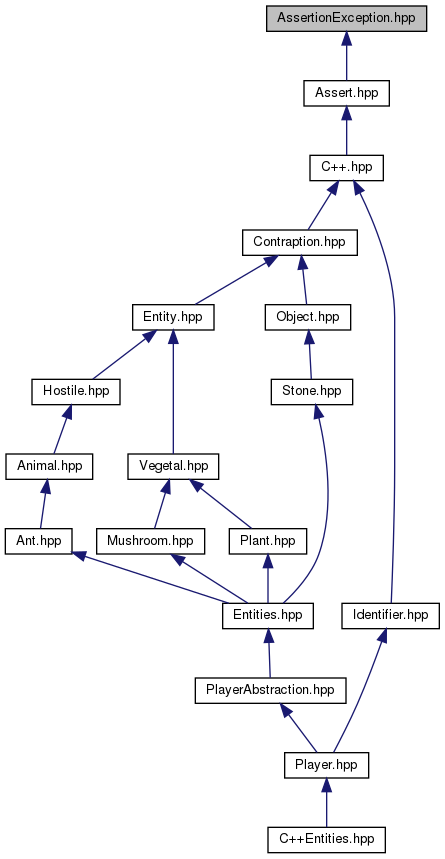 AssertionException.hpp
Assert.hpp
C++.hpp
Contraption.hpp
Entity.hpp
Object.hpp
Hostile.hpp
Stone.hpp
Animal.hpp
Vegetal.hpp
Ant.hpp
Mushroom.hpp
Plant.hpp
Entities.hpp
Identifier.hpp
PlayerAbstraction.hpp
Player.hpp
C++Entities.hpp